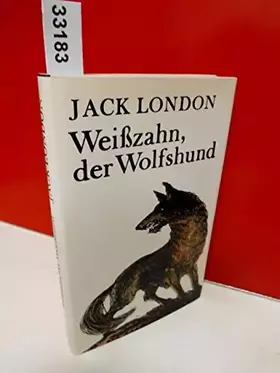 33183
JACK LONDON
Weißzahn,
der Wolfshund